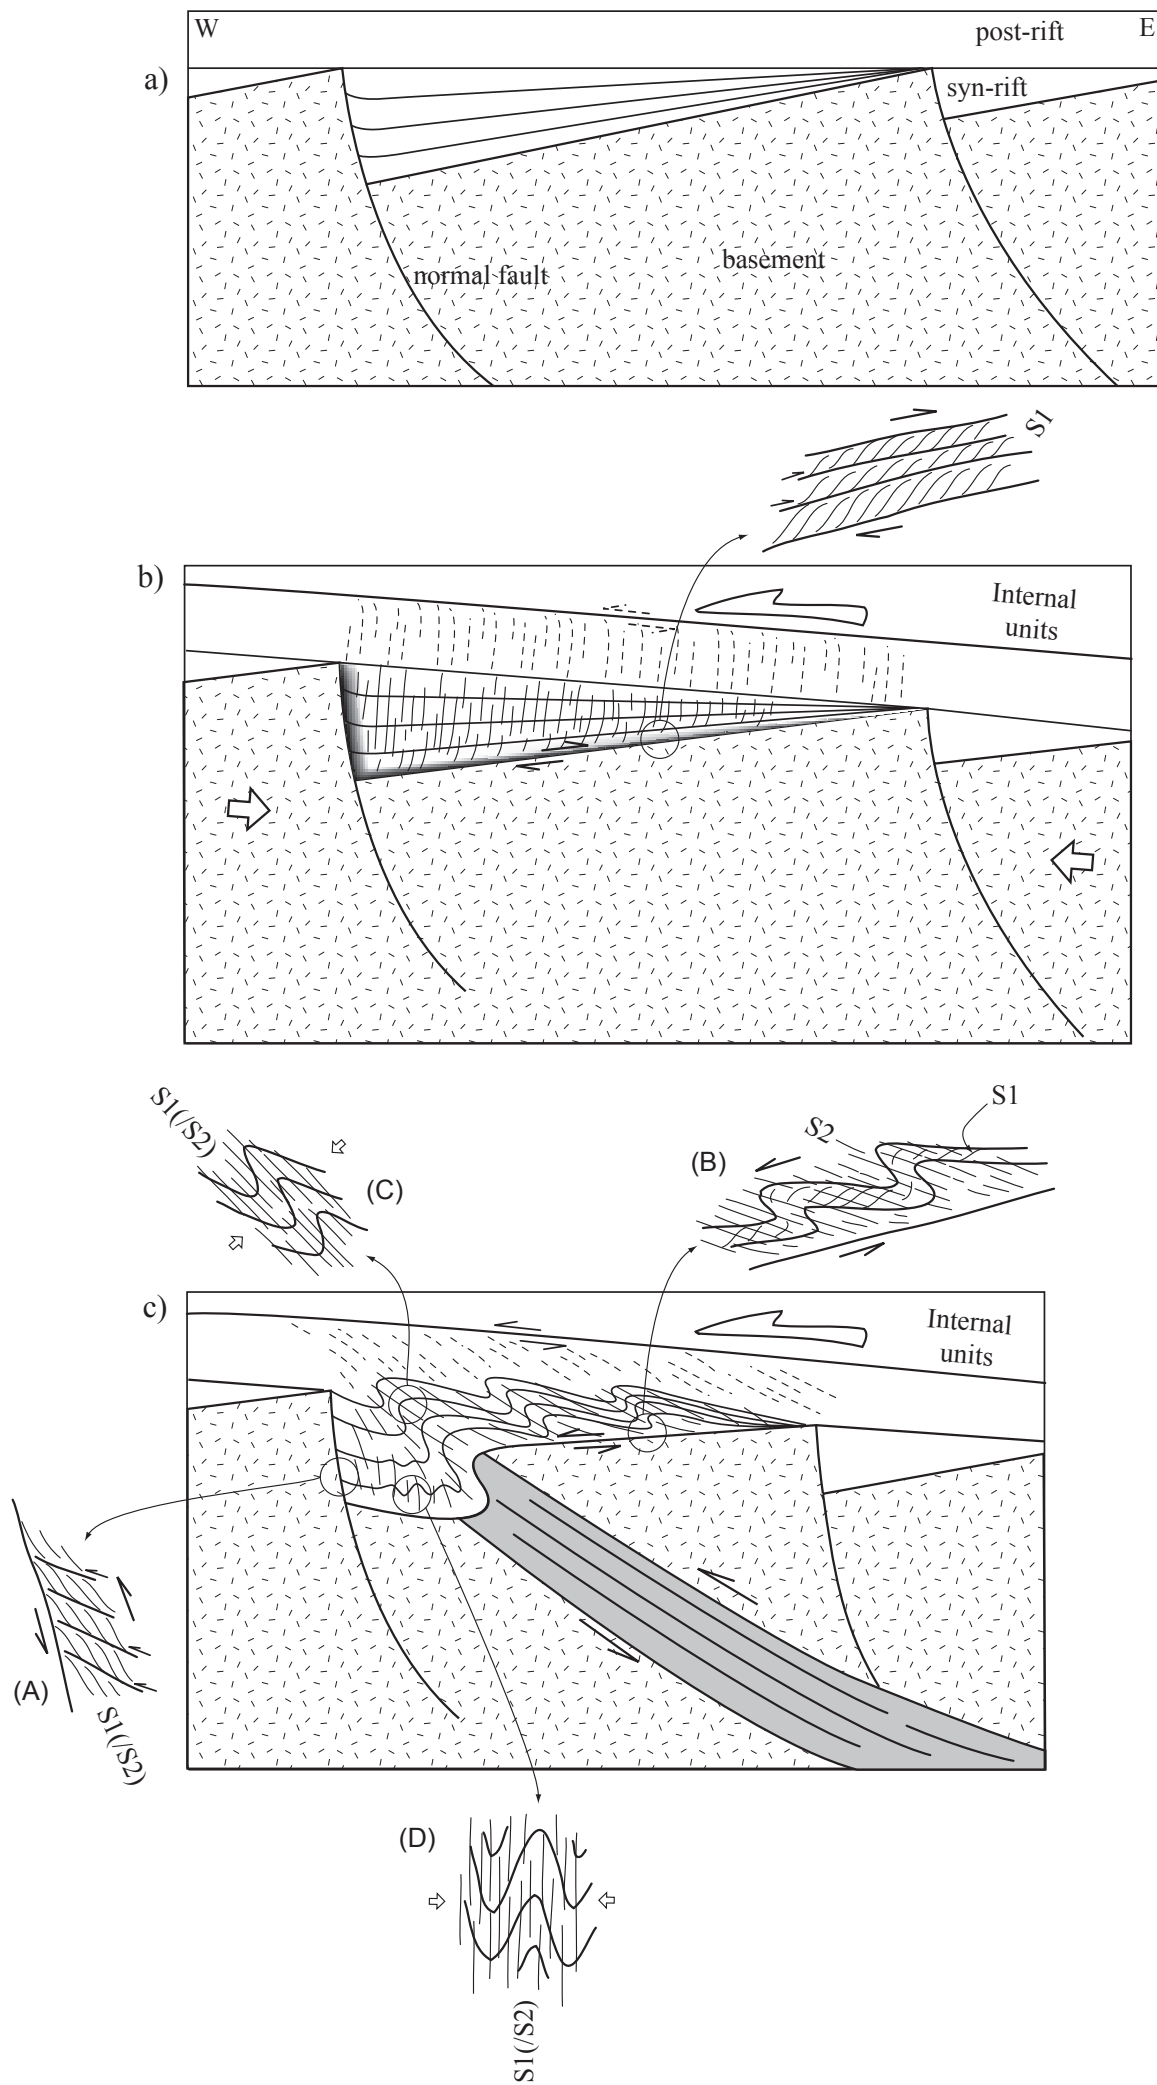 W
post-rift
E
a)
syn-rift
normal fault
basement
S1
b)
Internal
units
S1(/S2)
(C)
S2
S1
(B)
c)
Internal
units
(A)
S1(/S2)
(D)
S1(/S2)